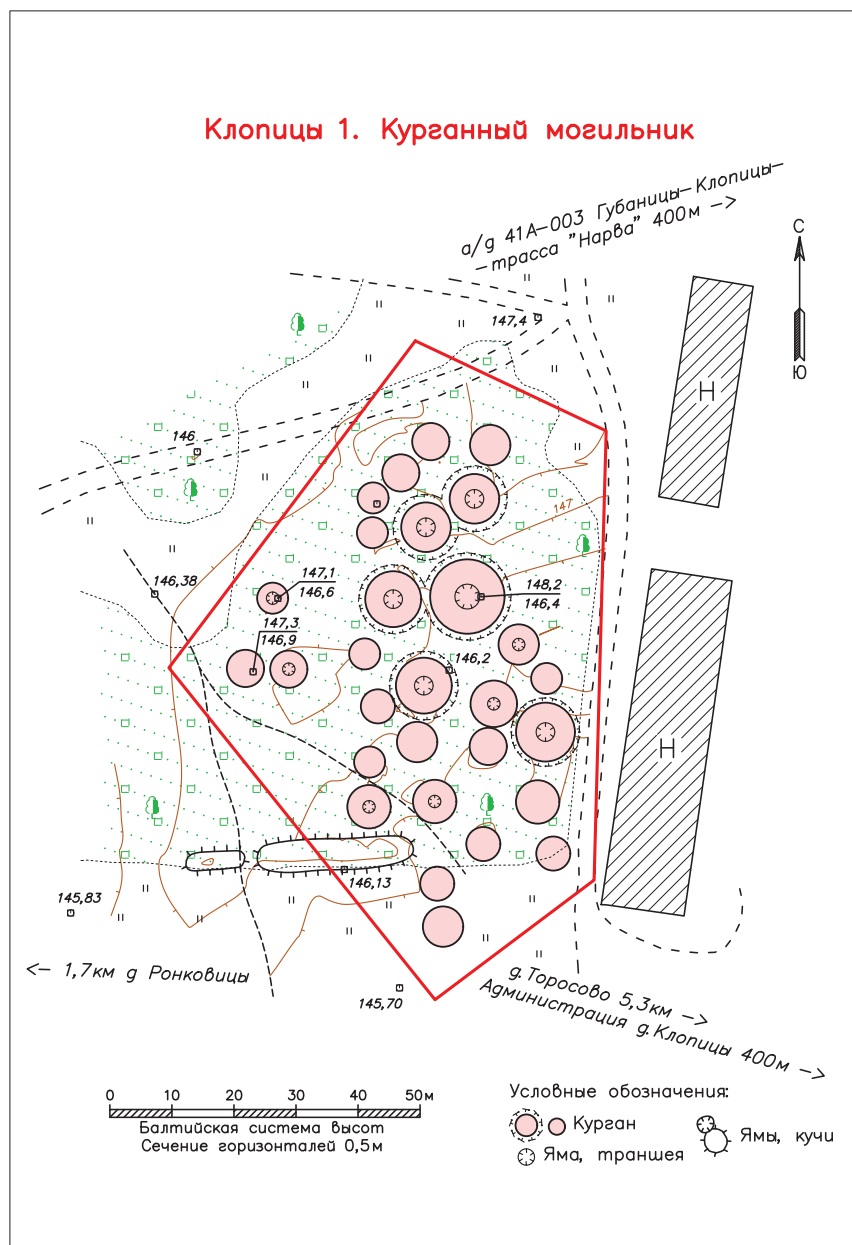 Клопицы 1. Курганный могильник
а/д 41А-003 Губаницы-Клопицы-
-трасса "Нарва" 400м ->
С
Ю
147,4
Н
146
147
146,38
147,1
146,6
148,2
146,4
147,3
146,9
146,2
Н
146,13
145,83
<- 1,7км д Ронковицы
145,70
д.Торосово 5,3км ->
Администрация д.Клопицы 400м ->
0 10 20 30 40 50м
Балтийская система высот
Сечение горизонталей 0,5м
Условные обозначения:
Курган
Яма, траншея
Ямы, кучи